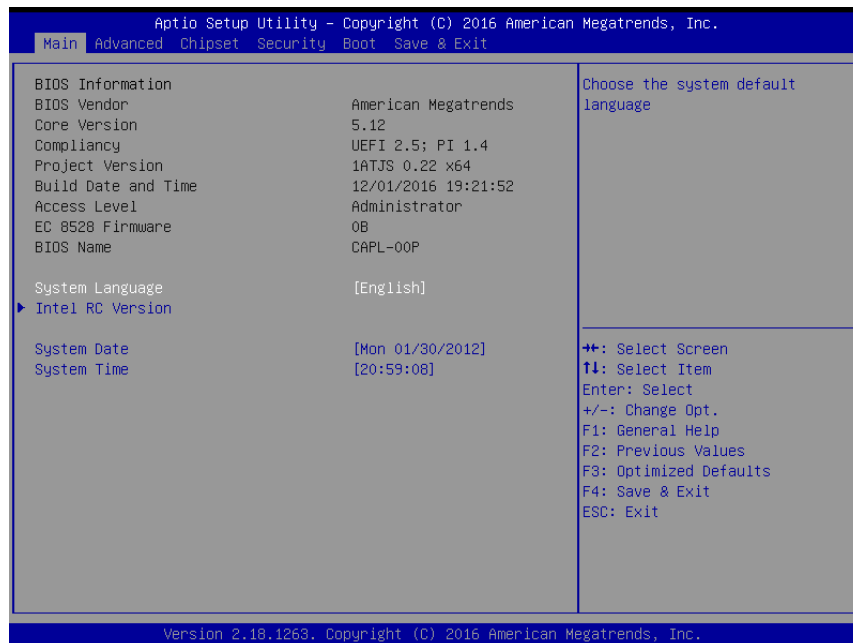 Aptio Setup Utility – Copyright (C) 2016 American Megatrends, Inc.
Main Advanced Chipset Security Boot Save & Exit
BIOS Information
BIOS Vendor American Megatrends
Core Version 5.12
Compliancy UEFI 2.5; PI 1.4
Project Version 1ATJS 0.22 x64
Build Date and Time 12/01/2016 19:21:52
Access Level Administrator
EC 8528 Firmware 0B
BIOS Name CAPL-00P
System Language [English]
Intel RC Version
System Date [Mon 01/30/2012]
System Time [20:59:08]
Choose the system default
language
→←: Select Screen
↑↓: Select Item
Enter: Select
+/-: Change Opt.
F1: General Help
F2: Previous Values
F3: Optimized Defaults
F4: Save & Exit
ESC: Exit
Version 2.18.1263. Copyright (C) 2016 American Megatrends, Inc.